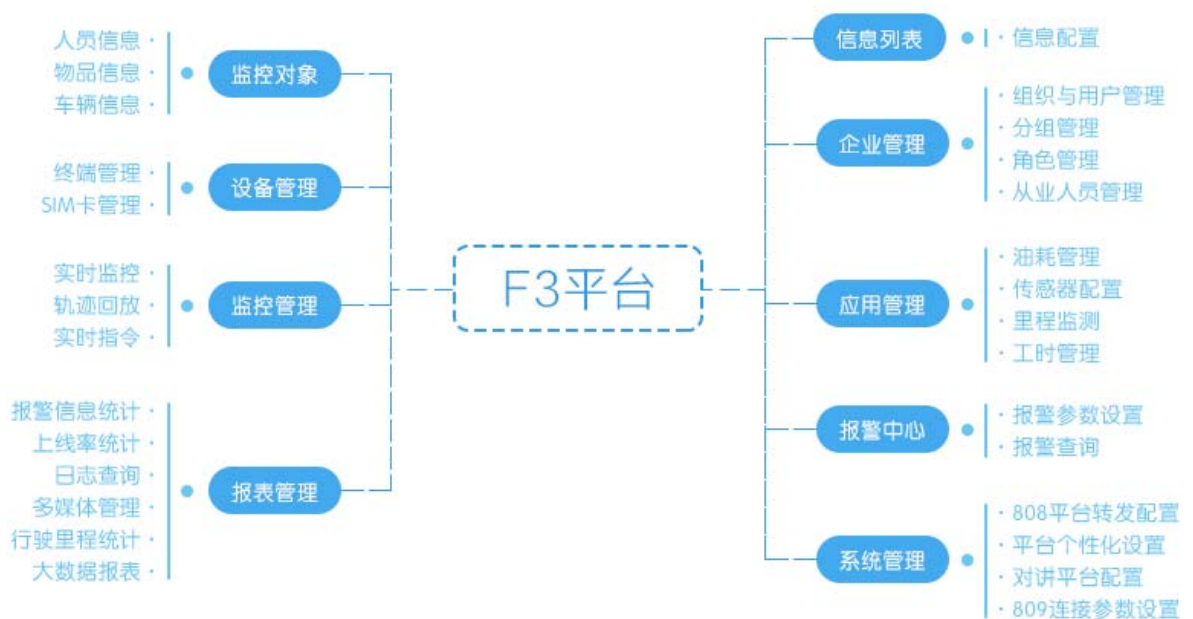 F3平台
监控对象
人员信息
物品信息
车辆信息
设备管理
终端管理
SIM卡管理
监控管理
实时监控
轨迹回放
实时指令
报表管理
报警信息统计
上线率统计
日志查询
多媒体管理
行驶里程统计
大数据报表
信息列表
信息配置
企业管理
组织与用户管理
分组管理
角色管理
从业人员管理
应用管理
油耗管理
传感器配置
里程监测
工时管理
报警中心
报警参数设置
报警查询
系统管理
808平台转发配置
平台个性化设置
对讲平台配置
809连接参数设置